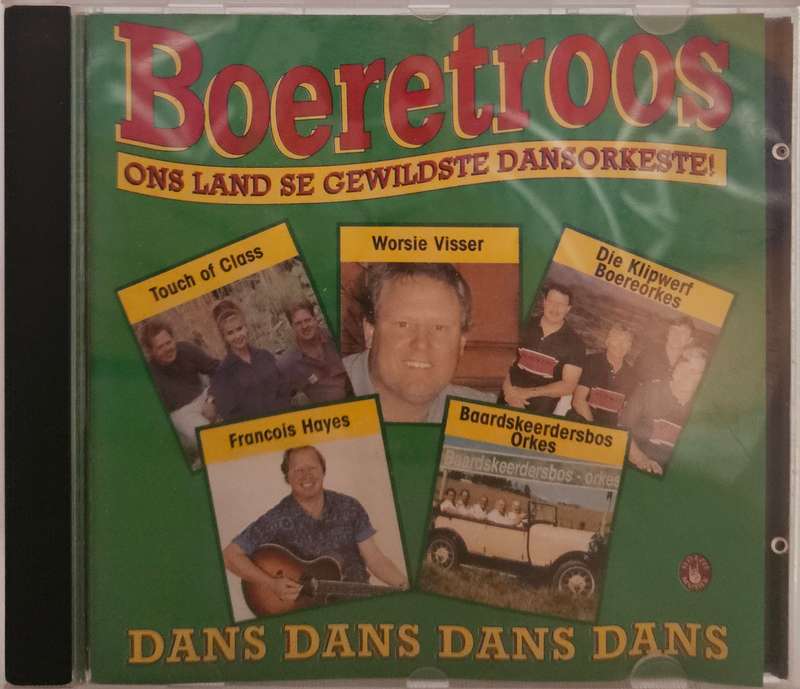 Boeretroos
ONS LAND SE GEWILDSTE DANSORKESTE!
Touch of Class
Worsie Visser
Die Klipwerf
Boereorkes
Francois Hayes
Baardskeerdersbos
Orkes
Baardskeerdersbos - orkes
DANS DANS DANS DANS